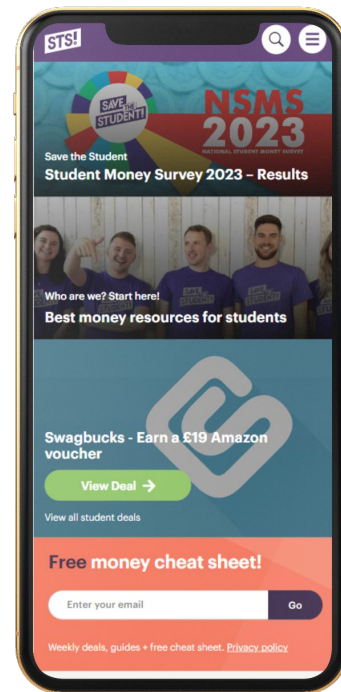 STS!
SAVE
THE
STUDENT!
NSMS
2023
NATIONAL STUDENT MONEY SURVEY
Save the Student
Student Money Survey 2023 – Results
SAVE
STUDENT!
Who are we? Start here!
Best money resources for students
Swagbucks - Earn a £19 Amazon
voucher
View Deal →
View all student deals
Free money cheat sheet!
Enter your email
Go
Weekly deals, guides + free cheat sheet. Privacy policy